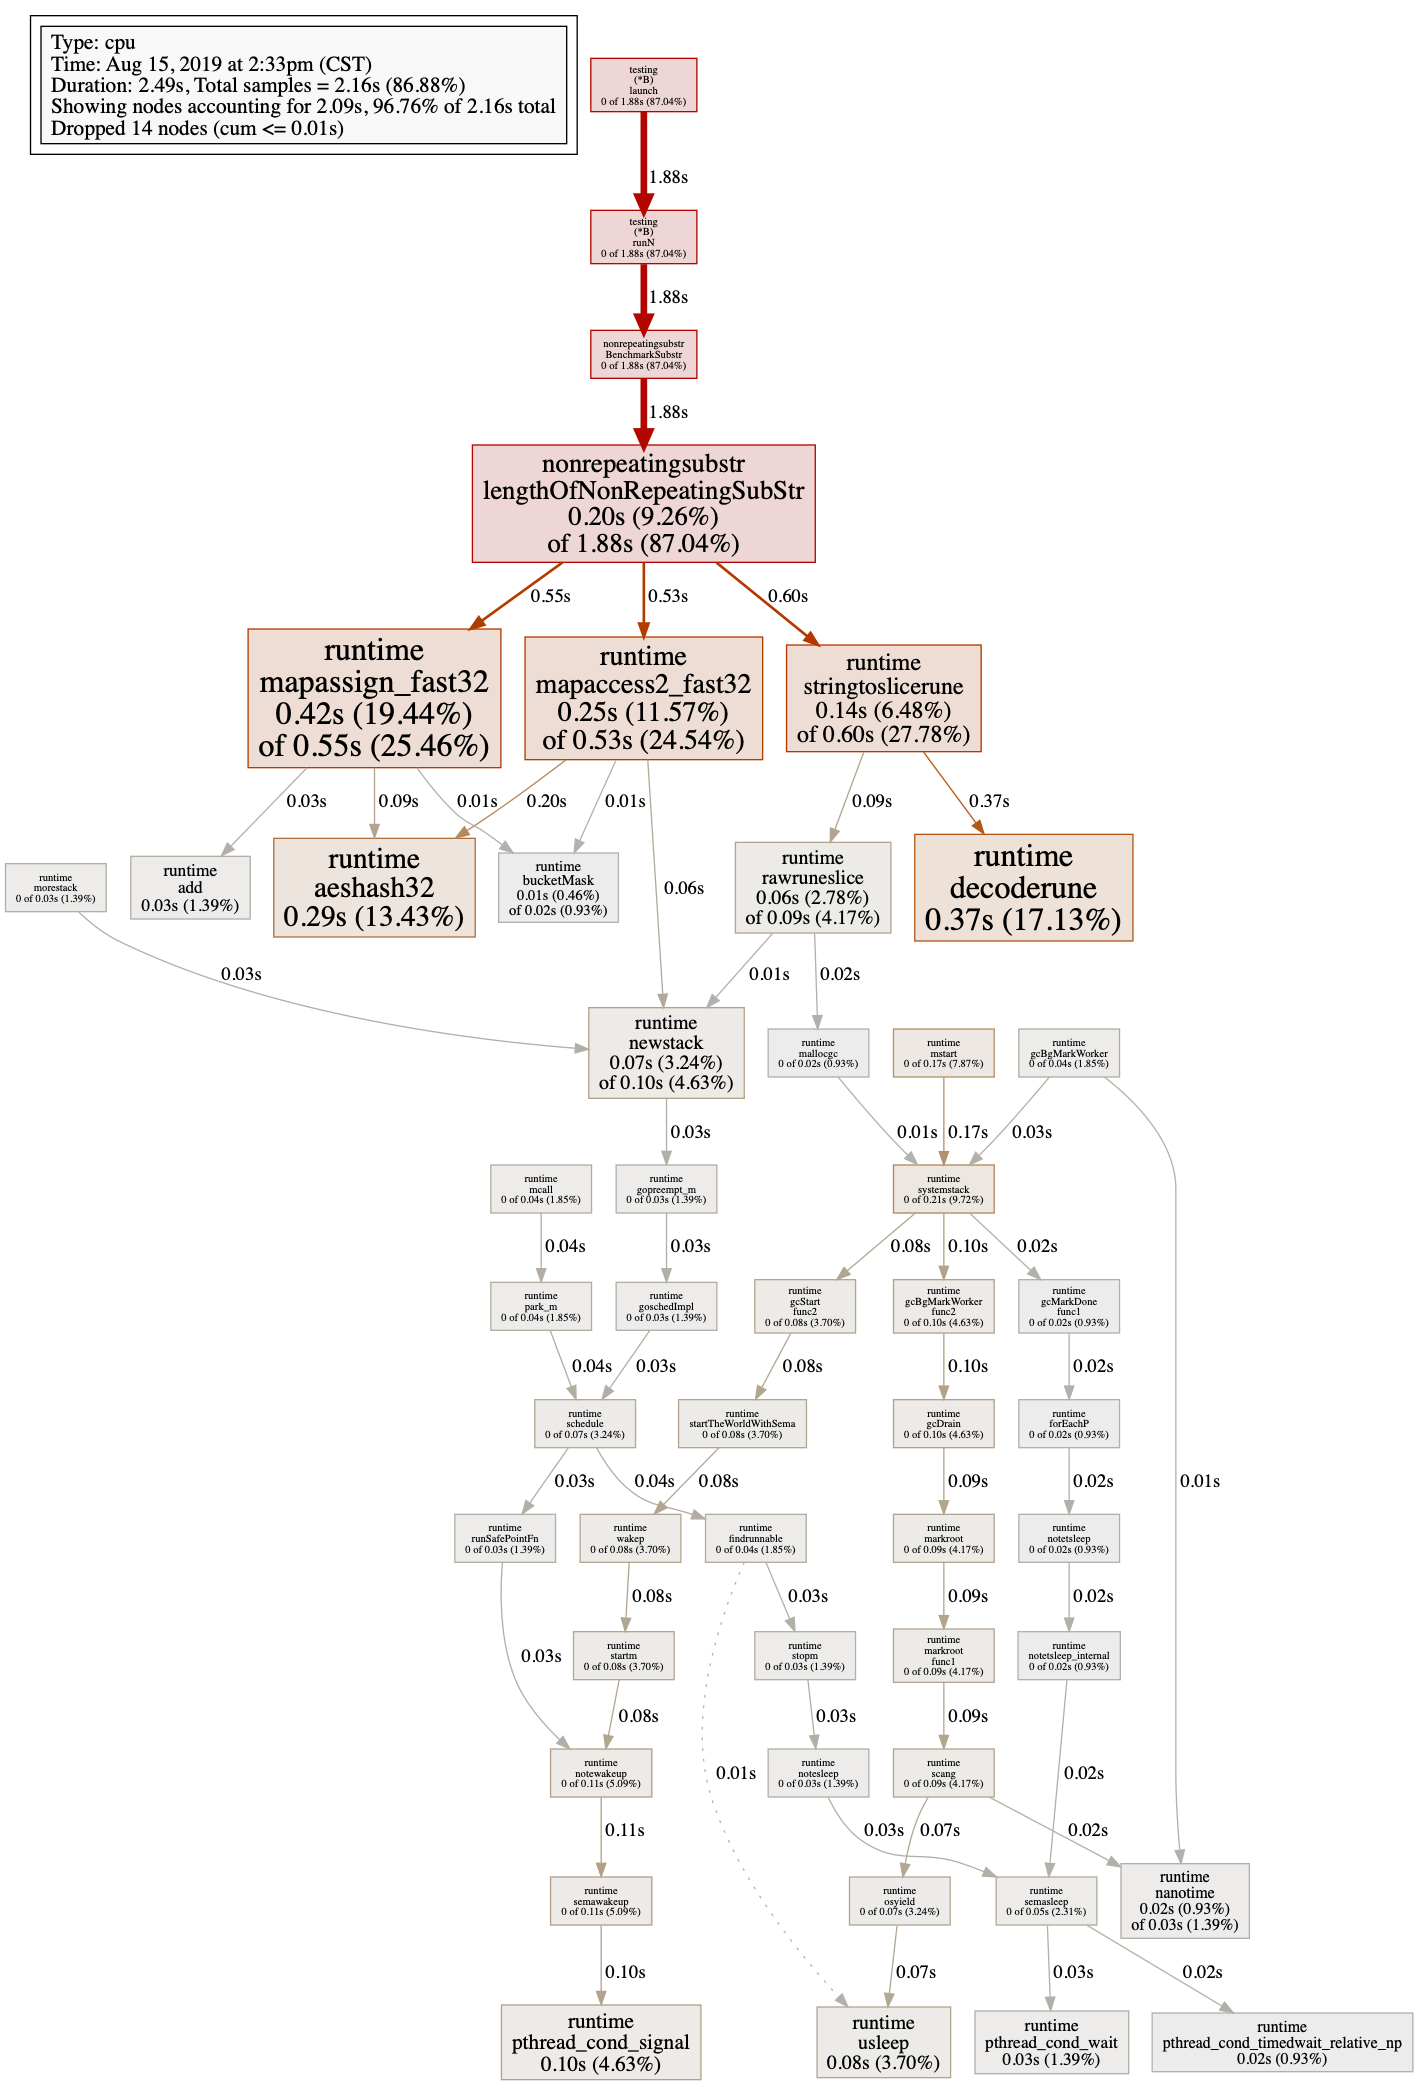 Type: cpu
Time: Aug 15, 2019 at 2:33pm (CST)
Duration: 2.49s, Total samples = 2.16s (86.88%)
Showing nodes accounting for 2.09s, 96.76% of 2.16s total
Dropped 14 nodes (cum <= 0.01s)
testing
(*B)
launch
0 of 1.88s (87.04%)
1.88s
testing
(*B)
runN
0 of 1.88s (87.04%)
1.88s
nonrepeatingsubstr
BenchmarkSubstr
0 of 1.88s (87.04%)
1.88s
nonrepeatingsubstr
lengthOfNonRepeatingSubStr
0.20s (9.26%)
of 1.88s (87.04%)
0.55s
0.53s
0.60s
runtime
mapassign_fast32
0.42s (19.44%)
of 0.55s (25.46%)
runtime
mapaccess2_fast32
0.25s (11.57%)
of 0.53s (24.54%)
runtime
stringtoslicerune
0.14s (6.48%)
of 0.60s (27.78%)
0.03s
0.09s
0.01s
0.20s
0.01s
0.06s
0.09s
0.37s
runtime
morestack
0 of 0.03s (1.39%)
runtime
add
0.03s (1.39%)
runtime
aeshash32
0.29s (13.43%)
runtime
bucketMask
0.01s (0.46%)
of 0.02s (0.93%)
runtime
rawruneslice
0.06s (2.78%)
of 0.09s (4.17%)
runtime
decoderune
0.37s (17.13%)
0.03s
0.01s
0.02s
runtime
newstack
0.07s (3.24%)
of 0.10s (4.63%)
runtime
mallocgc
0 of 0.02s (0.93%)
runtime
mstart
0 of 0.17s (7.87%)
runtime
gcBgMarkWorker
0 of 0.04s (1.85%)
0.03s
0.01s
0.17s
0.03s
runtime
mcall
0 of 0.04s (1.85%)
runtime
gopreempt_m
0 of 0.03s (1.39%)
runtime
systemstack
0 of 0.21s (9.72%)
0.04s
0.03s
0.08s
0.10s
0.02s
runtime
park_m
0 of 0.04s (1.85%)
runtime
goschedImpl
0 of 0.03s (1.39%)
runtime
gcStart
func2
0 of 0.08s (3.70%)
runtime
gcBgMarkWorker
func2
0 of 0.10s (4.63%)
runtime
gcMarkDone
func1
0 of 0.02s (0.93%)
0.04s
0.03s
0.08s
0.10s
0.02s
runtime
schedule
0 of 0.07s (3.24%)
runtime
startTheWorldWithSema
0 of 0.08s (3.70%)
runtime
gcDrain
0 of 0.10s (4.63%)
runtime
forEachP
0 of 0.02s (0.93%)
0.03s
0.04s
0.08s
0.09s
0.02s
0.01s
runtime
runSafePointFn
0 of 0.03s (1.39%)
runtime
wakep
0 of 0.08s (3.70%)
runtime
findrunnable
0 of 0.04s (1.85%)
runtime
markroot
0 of 0.09s (4.17%)
runtime
notetsleep
0 of 0.02s (0.93%)
0.08s
0.03s
0.09s
0.02s
0.03s
runtime
startm
0 of 0.08s (3.70%)
runtime
stopm
0 of 0.03s (1.39%)
runtime
markroot
func1
0 of 0.09s (4.17%)
runtime
notetsleep_internal
0 of 0.02s (0.93%)
0.08s
0.03s
0.09s
runtime
notewakeup
0 of 0.11s (5.09%)
0.01s
runtime
notesleep
0 of 0.03s (1.39%)
runtime
scang
0 of 0.09s (4.17%)
0.02s
0.11s
0.03s
0.07s
0.02s
runtime
semawakeup
0 of 0.11s (5.09%)
runtime
osyield
0 of 0.07s (3.24%)
runtime
semasleep
0 of 0.05s (2.31%)
runtime
nanotime
0.02s (0.93%)
of 0.03s (1.39%)
0.10s
0.07s
0.03s
0.02s
runtime
pthread_cond_signal
0.10s (4.63%)
runtime
usleep
0.08s (3.70%)
runtime
pthread_cond_wait
0.03s (1.39%)
runtime
pthread_cond_timedwait_relative_np
0.02s (0.93%)